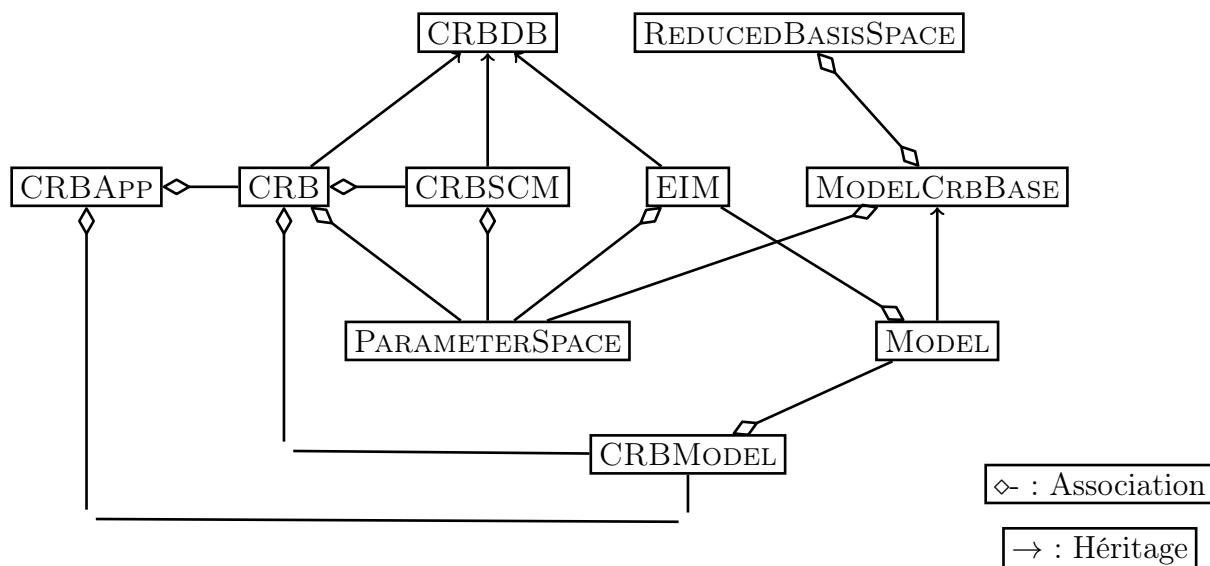 CRBDB
REDUCEDBASISSPACE
CRBAPP
CRB
CRBSCM
EIM
MODELCRBBASE
PARAMETERSPACE
MODEL
CRBMODEL
⋄- : Association
→ : Héritage